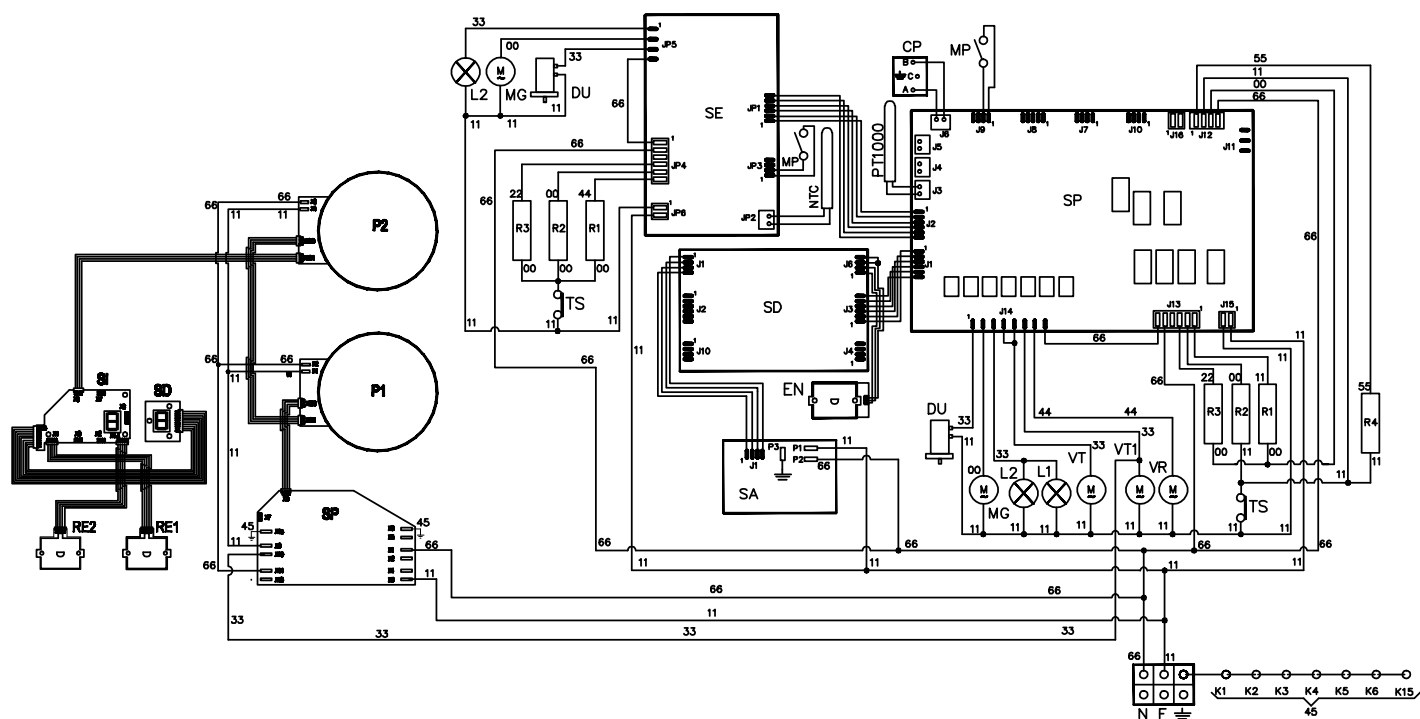 33
00
33
L2
M
MG
DU
11
11
11
66
66
JP5
SE
JP1
JP3
JP4
JP6
JP2
MP
NTC
PT1000
CP
B
C
A
MP
J6
J9
J8
J7
J10
J16
J12
J11
J5
J4
J3
J2
J1
SP
55
11
00
66
66
22
00
44
R3
R2
R1
00
00
00
TS
11
11
11
66
66
11
P2
P1
66
66
11
11
66
66
11
11
SD
RE2
RE1
SP
45
45
11
66
66
11
33
33
33
33
J1
J2
J10
SD
J6
J3
J4
EN
SA
J1
P3
P1
P2
11
66
J14
J13
J15
66
66
11
DU
33
11
00
M
MG
33
L2
L1
VT
M
33
44
44
33
VT1
M
VR
M
11
11
11
11
11
11
22
00
11
R3
R2
R1
00
11
00
TS
11
55
R4
11
66
66
11
11
11
66
66
11
66
11
N F
K1 K2 K3 K4 K5 K6 K15
45